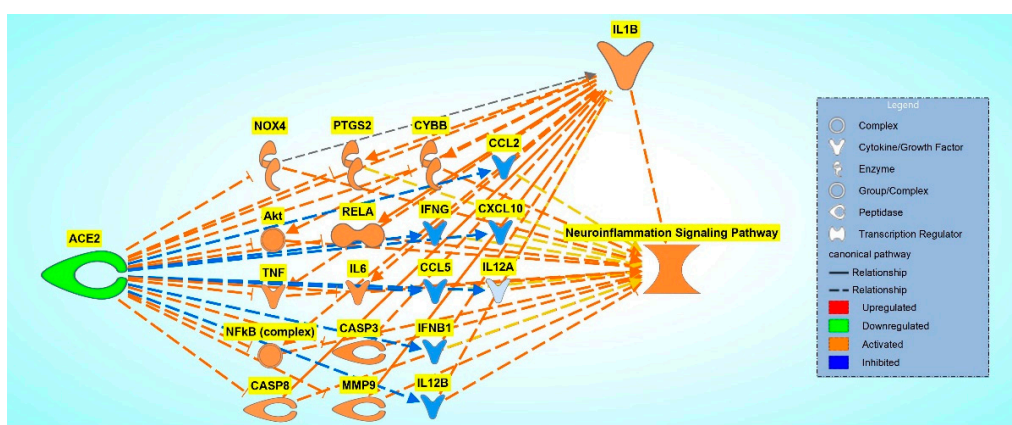 IL1B
NOX4
PTGS2
CYBB
CCL2
Akt
RELA
IFNG
CXCL10
ACE2
Neuroinflammation Signaling Pathway
TNF
IL6
CCL5
IL12A
NFkB (complex)
CASP3
IFNB1
CASP8
MMP9
IL12B
Legend
Complex
Cytokine/Growth Factor
Enzyme
Group/Complex
Peptidase
Transcription Regulator
canonical pathway
Relationship
Relationship
Upregulated
Downregulated
Activated
Inhibited